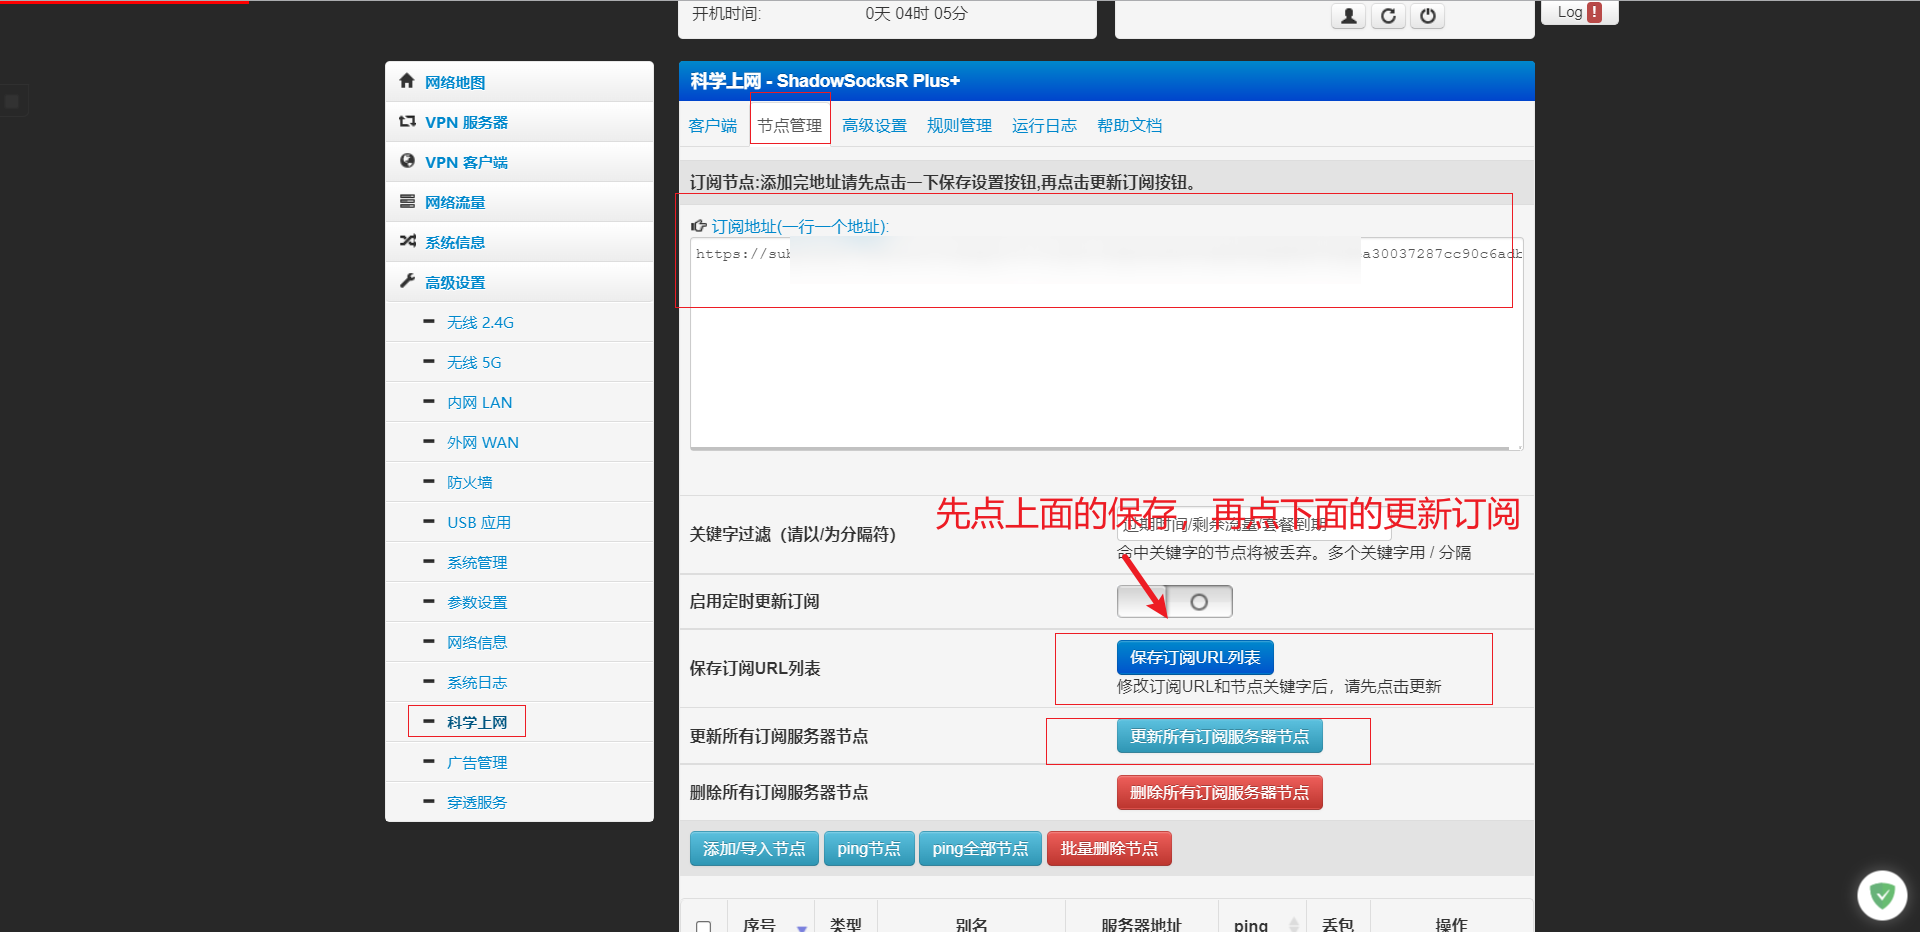 开机时间: 0天 04时 05分
Log !
网络地图
VPN 服务器
VPN 客户端
网络流量
系统信息
高级设置
无线 2.4G
无线 5G
内网 LAN
外网 WAN
防火墙
USB 应用
系统管理
参数设置
网络信息
系统日志
科学上网
广告管理
穿透服务
科学上网 - ShadowSocksR Plus+
客户端 节点管理 高级设置 规则管理 运行日志 帮助文档
订阅节点:添加完地址请先点击一下保存设置按钮,再点击更新订阅按钮。
订阅地址(一行一个地址):
https://sub a30037287cc90c6adb
先点上面的保存，再点下面的更新订阅
关键字过滤（请以/为分隔符） 过期时间/剩余流量/套餐到期
命中关键字的节点将被丢弃。多个关键字用 / 分隔
启用定时更新订阅
保存订阅URL列表 保存订阅URL列表
修改订阅URL和节点关键字后，请先点击更新
更新所有订阅服务器节点 更新所有订阅服务器节点
删除所有订阅服务器节点 删除所有订阅服务器节点
添加/导入节点 ping节点 ping全部节点 批量删除节点
序号 类型 别名 服务器地址 ping 丢包 操作